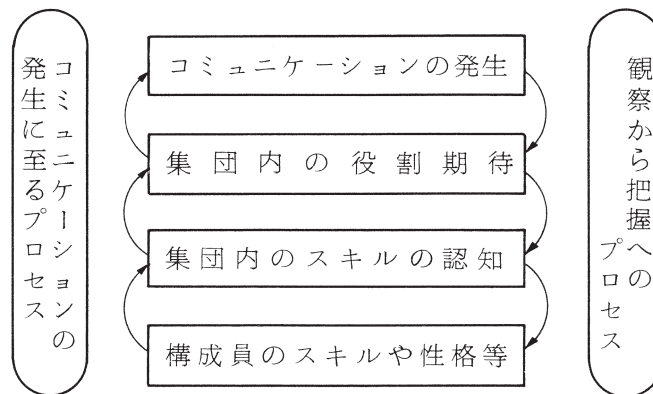 コミュニケーションの
発生に至るプロセス
コミュニケーションの発生
集団内の役割期待
集団内のスキルの認知
構成員のスキルや性格等
観察から把握への
プロセス